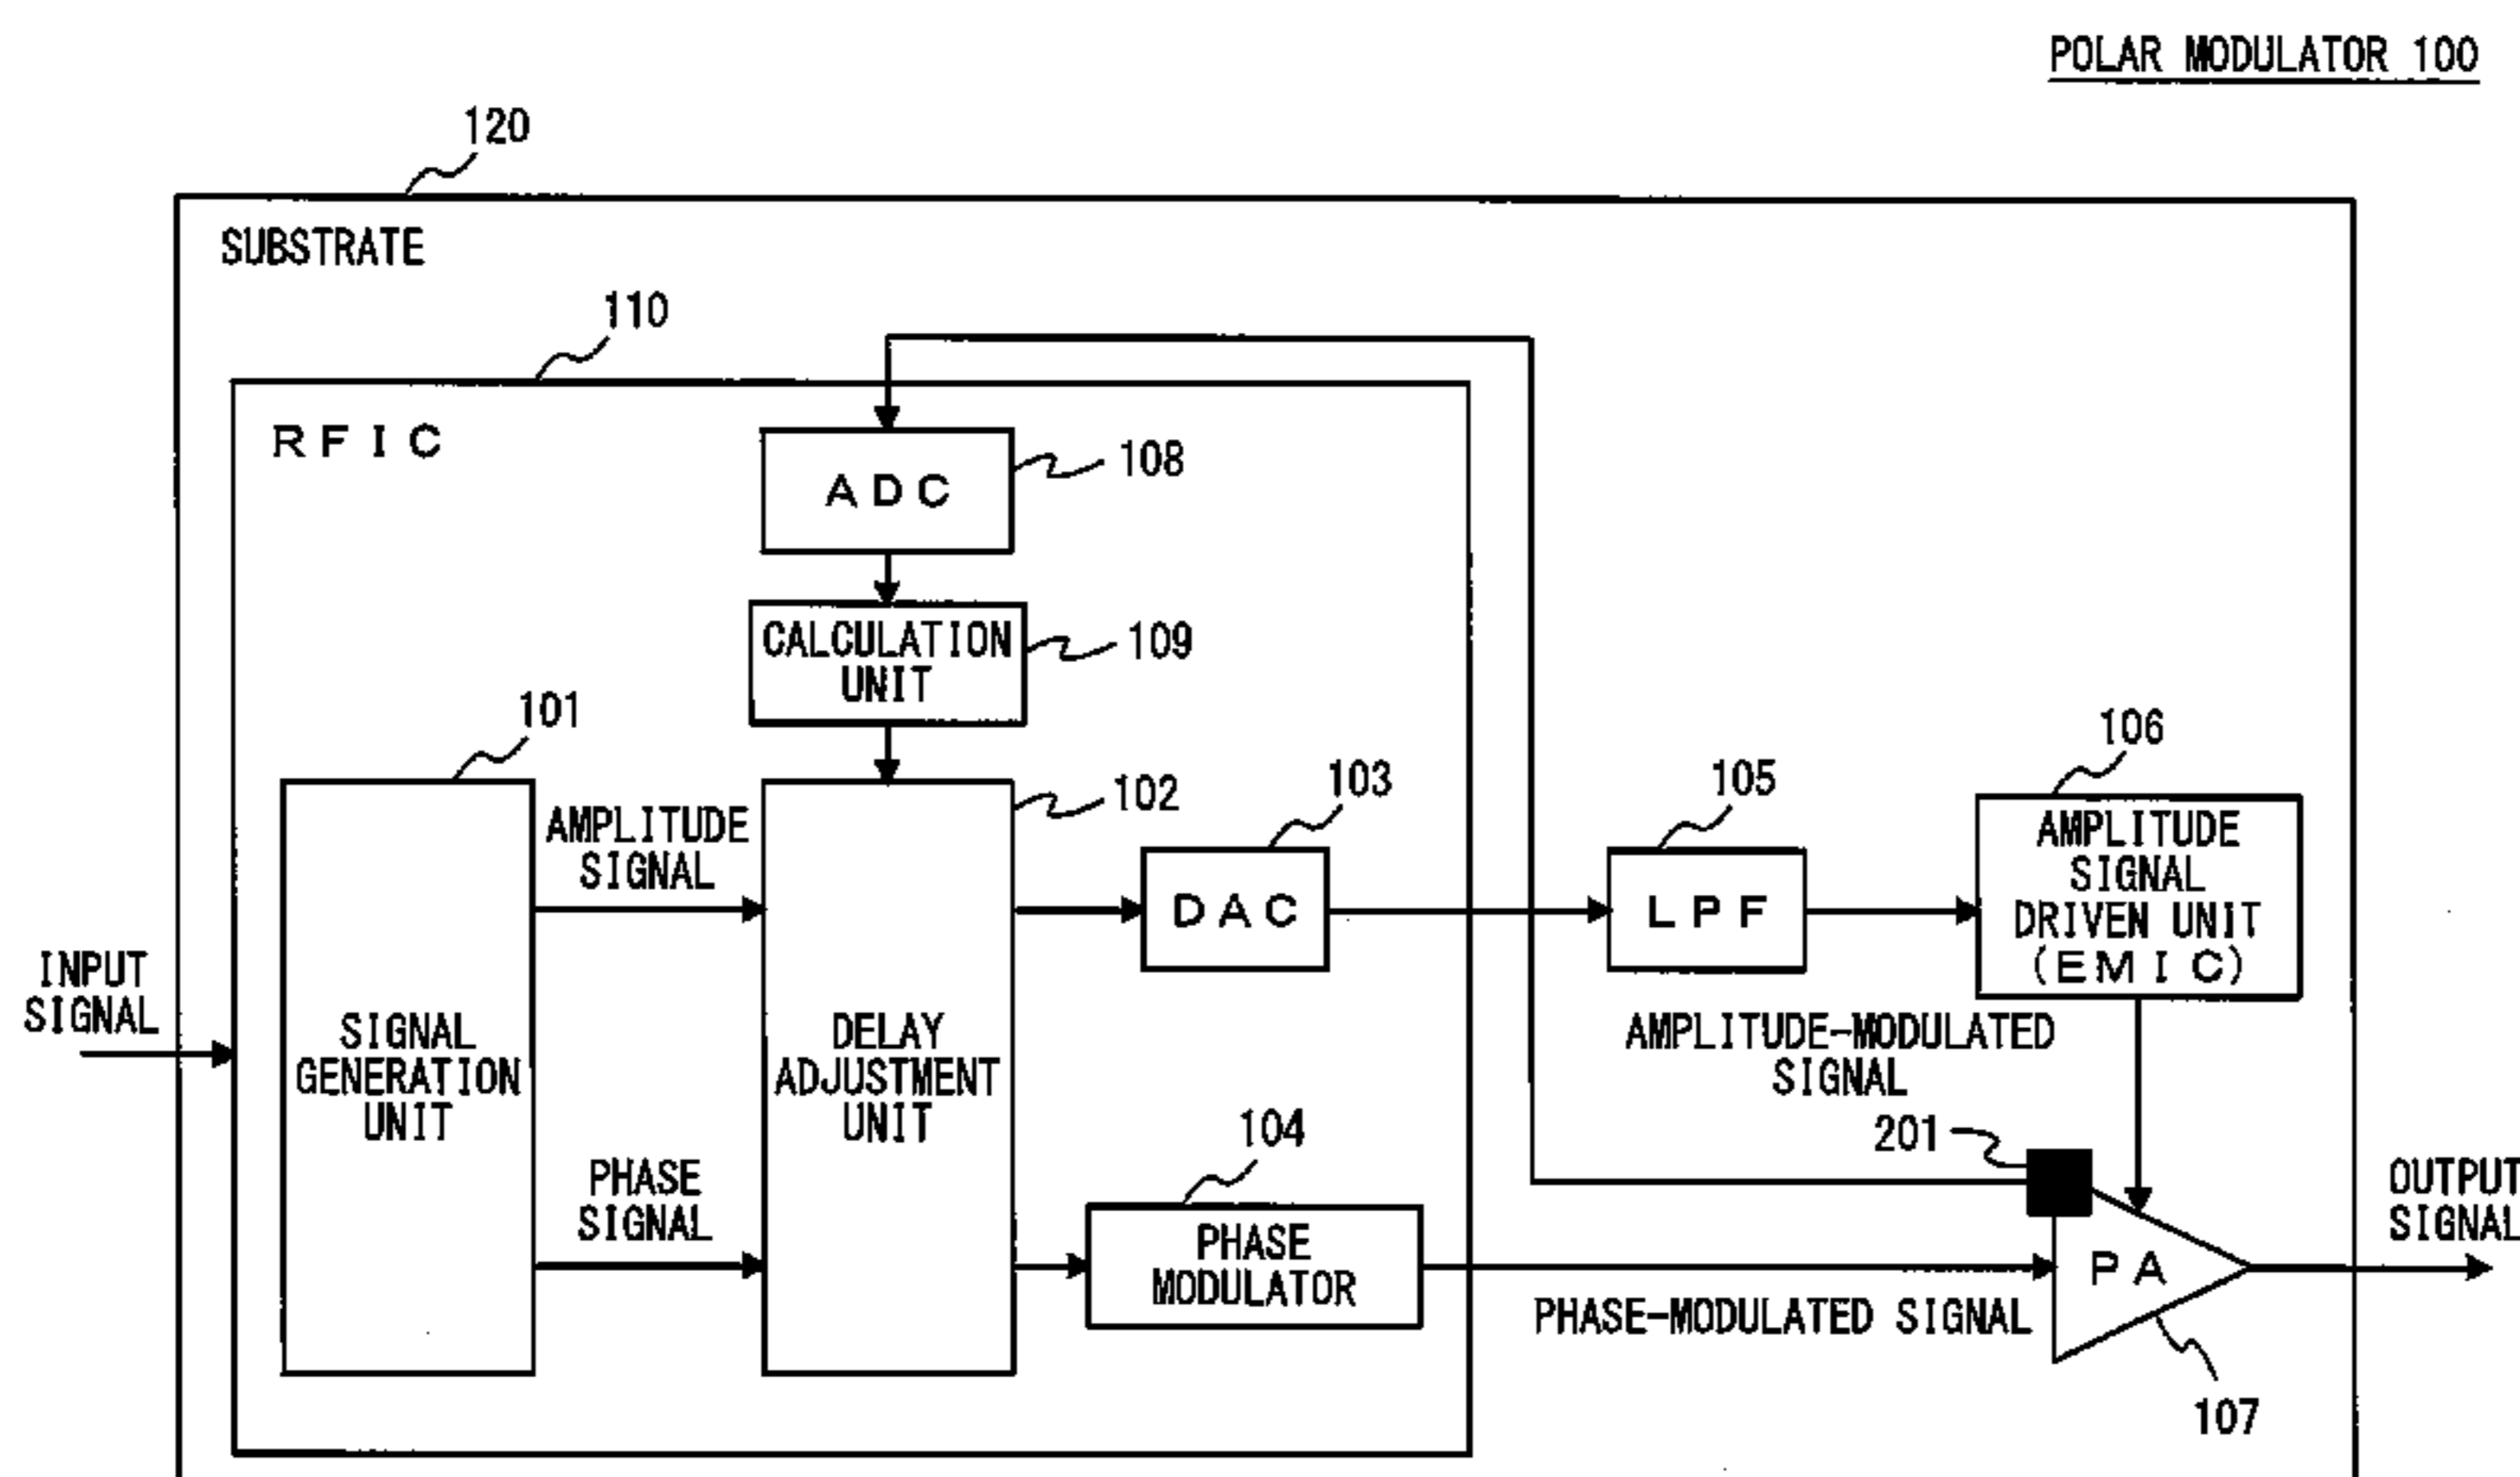 POLAR MODULATOR 100
120
SUBSTRATE
110
RFIC
ADC
108
CALCULATION
UNIT
109
101
102
103
105
106
AMPLITUDE
SIGNAL
DAC
LPF
AMPLITUDE
SIGNAL
DRIVEN UNIT
(EMIC)
INPUT
SIGNAL
SIGNAL
GENERATION
UNIT
DELAY
ADJUSTMENT
UNIT
AMPLITUDE-MODULATED
SIGNAL
PHASE
SIGNAL
104
201
PHASE
MODULATOR
PA
OUTPUT
SIGNAL
PHASE-MODULATED SIGNAL
107